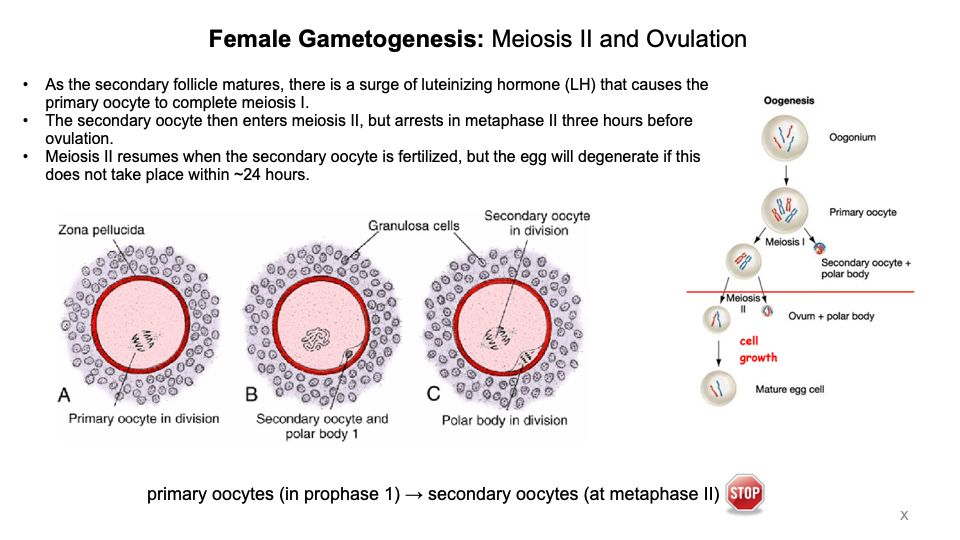 Female Gametogenesis: Meiosis II and Ovulation
• As the secondary follicle matures, there is a surge of luteinizing hormone (LH) that causes the
primary oocyte to complete meiosis I.
• The secondary oocyte then enters meiosis II, but arrests in metaphase II three hours before
ovulation.
• Meiosis II resumes when the secondary oocyte is fertilized, but the egg will degenerate if this
does not take place within ~24 hours.
Zona pellucida
Granulosa cells
Secondary oocyte
in division
A
Primary oocyte in division
B
Secondary oocyte and
polar body 1
C
Polar body in division
Oogenesis
Oogonium
Primary oocyte
Meiosis I
Secondary oocyte +
polar body
Meiosis
II
Ovum + polar body
cell
growth
Mature egg cell
primary oocytes (in prophase 1) → secondary oocytes (at metaphase II)
STOP
X